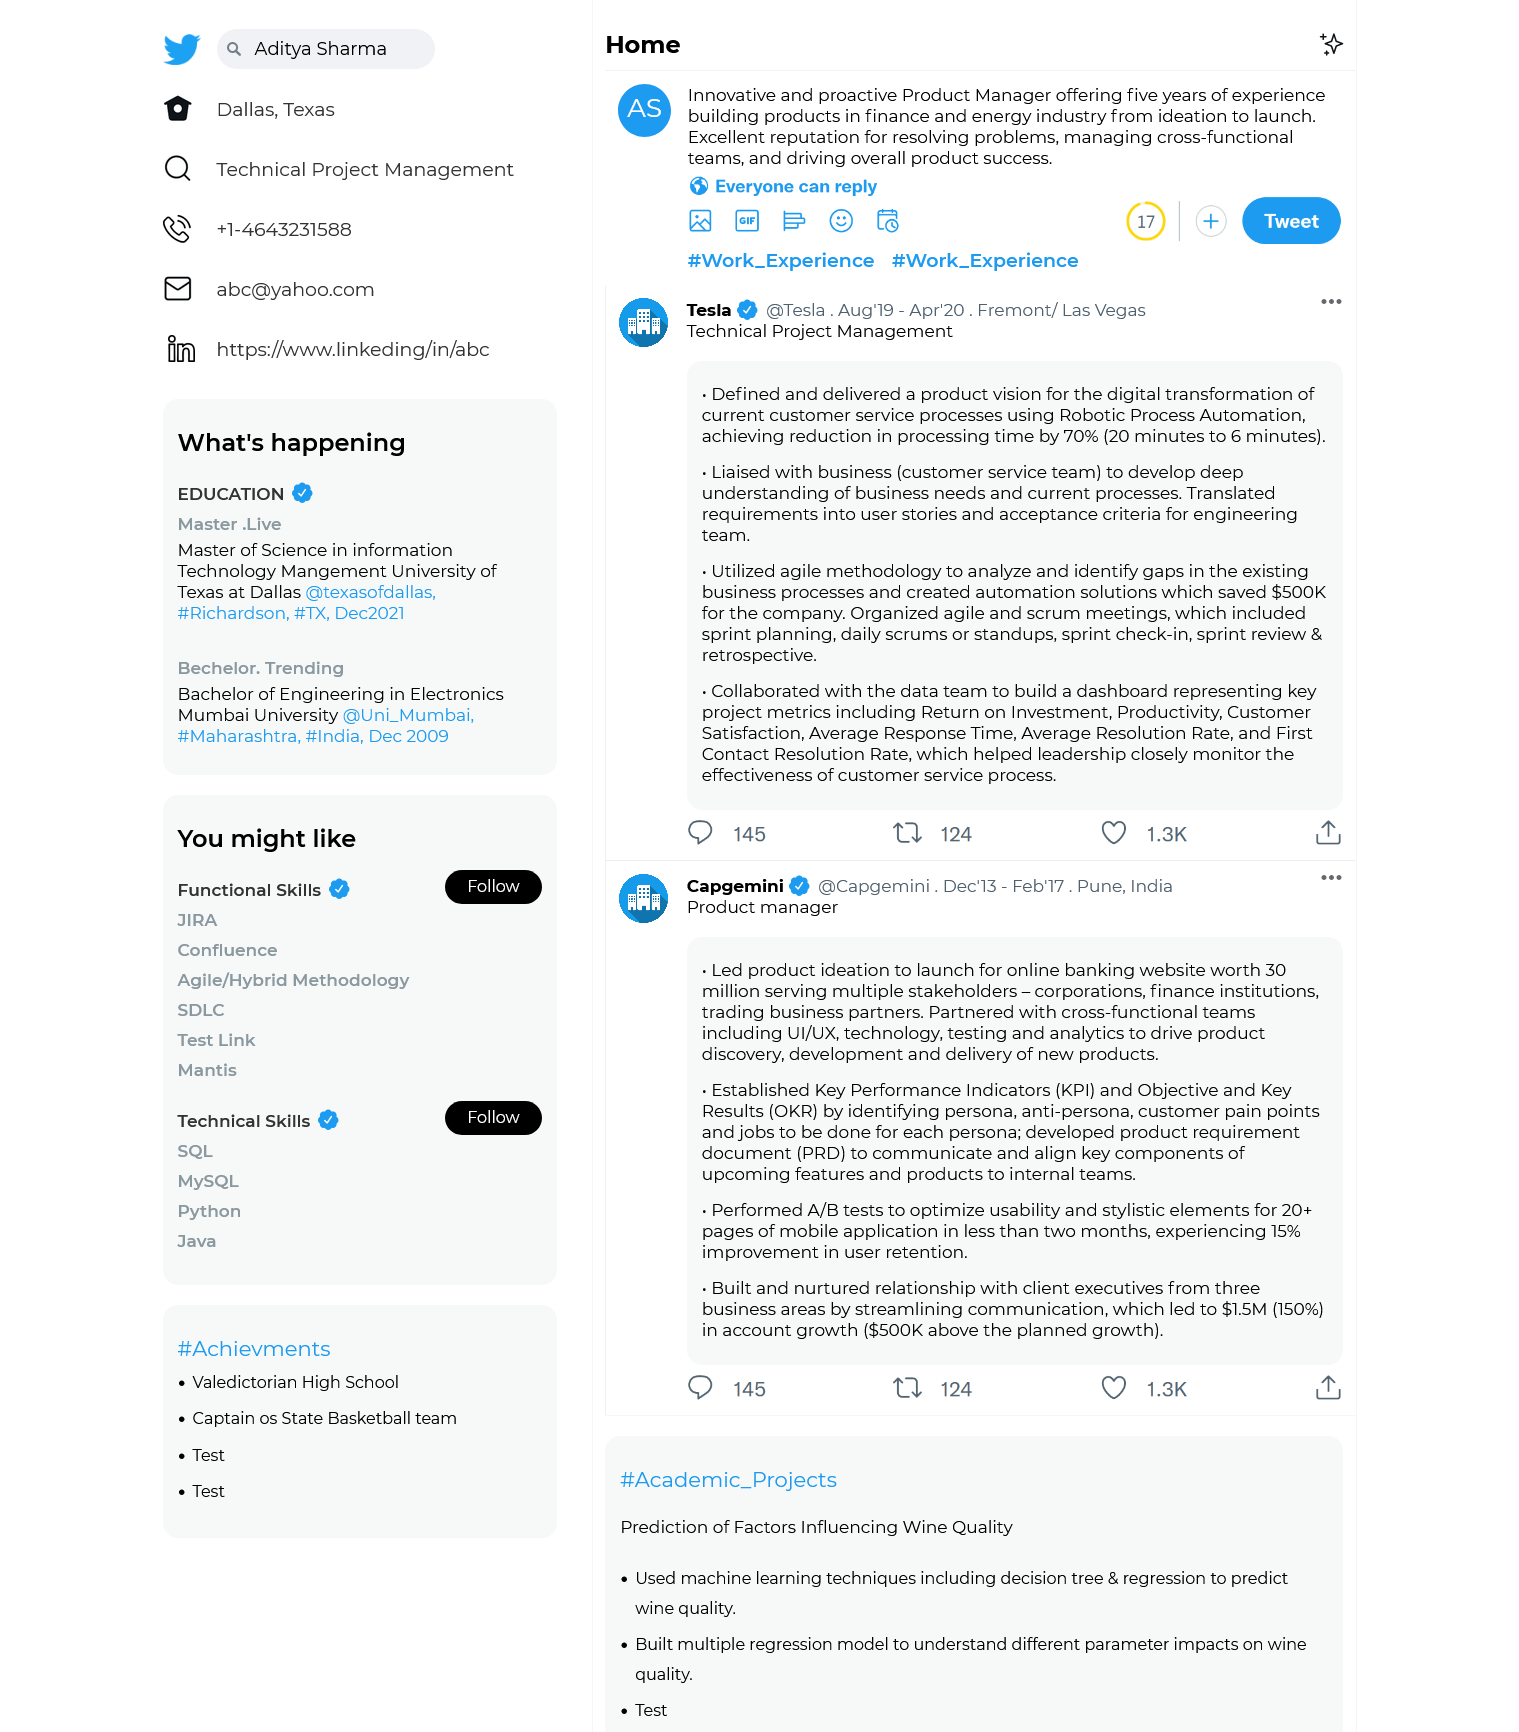 Aditya Sharma
Dallas, Texas
Technical Project Management
+1-4643231588
abc@yahoo.com
https://www.linkeding/in/abc
What's happening
EDUCATION
Master .Live
Master of Science in information
Technology Mangement University of
Texas at Dallas @texasofdallas,
#Richardson, #TX, Dec2021
Bechelor. Trending
Bachelor of Engineering in Electronics
Mumbai University @Uni_Mumbai,
#Maharashtra, #India, Dec 2009
You might like
Functional Skills Follow
JIRA
Confluence
Agile/Hybrid Methodology
SDLC
Test Link
Mantis
Technical Skills Follow
SQL
MySQL
Python
Java
#Achievments
• Valedictorian High School
• Captain os State Basketball team
• Test
• Test
Home
AS
Innovative and proactive Product Manager offering five years of experience
building products in finance and energy industry from ideation to launch.
Excellent reputation for resolving problems, managing cross-functional
teams, and driving overall product success.
Everyone can reply
GIF 17 Tweet
#Work_Experience #Work_Experience
Tesla @Tesla . Aug'19 - Apr'20 . Fremont/ Las Vegas
Technical Project Management
• Defined and delivered a product vision for the digital transformation of
current customer service processes using Robotic Process Automation,
achieving reduction in processing time by 70% (20 minutes to 6 minutes).
• Liaised with business (customer service team) to develop deep
understanding of business needs and current processes. Translated
requirements into user stories and acceptance criteria for engineering
team.
• Utilized agile methodology to analyze and identify gaps in the existing
business processes and created automation solutions which saved $500K
for the company. Organized agile and scrum meetings, which included
sprint planning, daily scrums or standups, sprint check-in, sprint review &
retrospective.
• Collaborated with the data team to build a dashboard representing key
project metrics including Return on Investment, Productivity, Customer
Satisfaction, Average Response Time, Average Resolution Rate, and First
Contact Resolution Rate, which helped leadership closely monitor the
effectiveness of customer service process.
145 124 1.3K
Capgemini @Capgemini . Dec'13 - Feb'17 . Pune, India
Product manager
• Led product ideation to launch for online banking website worth 30
million serving multiple stakeholders – corporations, finance institutions,
trading business partners. Partnered with cross-functional teams
including UI/UX, technology, testing and analytics to drive product
discovery, development and delivery of new products.
• Established Key Performance Indicators (KPI) and Objective and Key
Results (OKR) by identifying persona, anti-persona, customer pain points
and jobs to be done for each persona; developed product requirement
document (PRD) to communicate and align key components of
upcoming features and products to internal teams.
• Performed A/B tests to optimize usability and stylistic elements for 20+
pages of mobile application in less than two months, experiencing 15%
improvement in user retention.
• Built and nurtured relationship with client executives from three
business areas by streamlining communication, which led to $1.5M (150%)
in account growth ($500K above the planned growth).
145 124 1.3K
#Academic_Projects
Prediction of Factors Influencing Wine Quality
• Used machine learning techniques including decision tree & regression to predict
wine quality.
• Built multiple regression model to understand different parameter impacts on wine
quality.
• Test